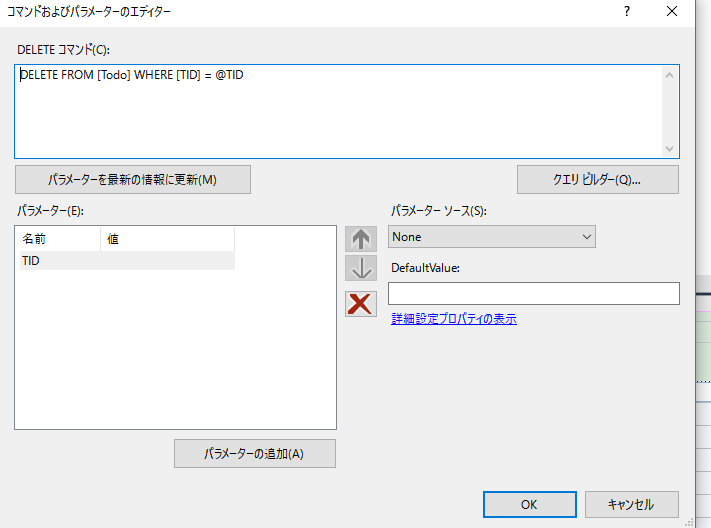 コマンドおよびパラメーターのエディター
?
DELETE コマンド(C):
DELETE FROM [Todo] WHERE [TID] = @TID
パラメーターを最新の情報に更新(M)
クエリ ビルダー(Q)...
パラメーター(E):
パラメーター ソース(S):
名前 値
None
TID
DefaultValue:
詳細設定プロパティの表示
パラメーターの追加(A)
OK
キャンセル